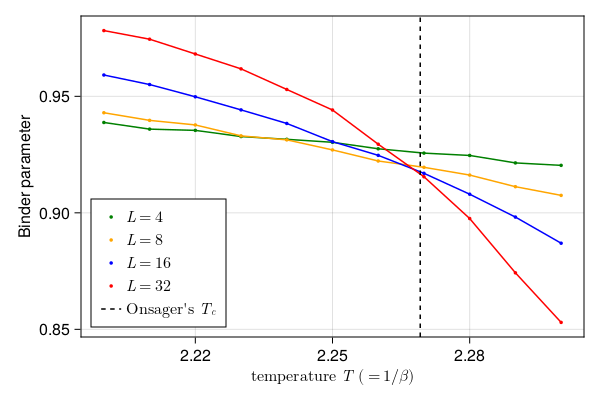 Binder parameter
0.95
0.90
0.85
L = 4
L = 8
L = 16
L = 32
Onsager's T_c
2.22 2.25 2.28
temperature T (= 1/β)